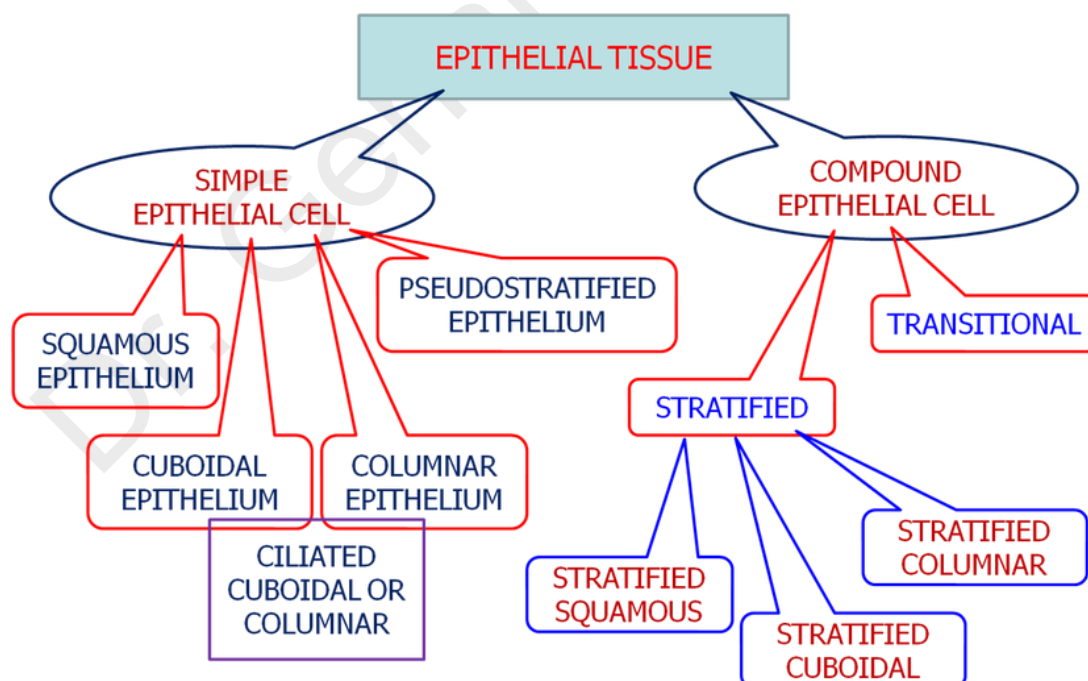 EPITHELIAL TISSUE
SIMPLE
EPITHELIAL CELL
COMPOUND
EPITHELIAL CELL
PSEUDOSTRATIFIED
EPITHELIUM
TRANSITIONAL
SQUAMOUS
EPITHELIUM
STRATIFIED
CUBOIDAL
EPITHELIUM
COLUMNAR
EPITHELIUM
CILIATED
CUBOIDAL OR
COLUMNAR
STRATIFIED
COLUMNAR
STRATIFIED
SQUAMOUS
STRATIFIED
CUBOIDAL
Dr.